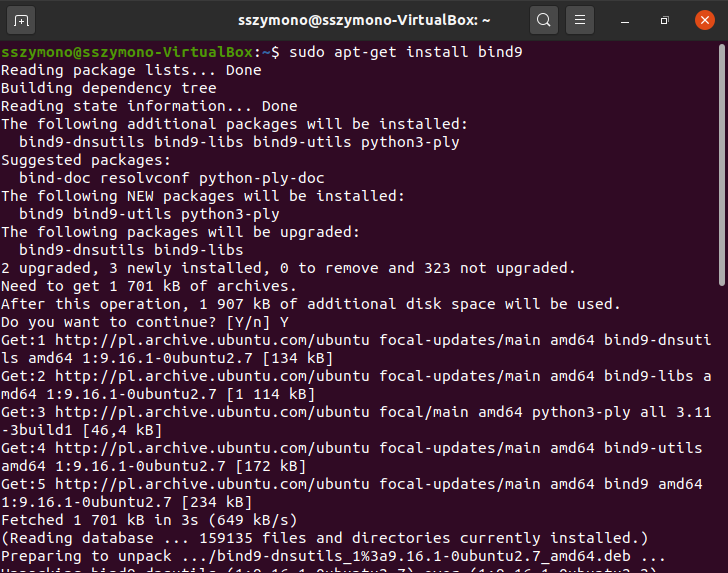 sszymono@sszymono-VirtualBox: ~
sszymono@sszymono-VirtualBox:~$ sudo apt-get install bind9
Reading package lists... Done
Building dependency tree
Reading state information... Done
The following additional packages will be installed:
  bind9-dnsutils bind9-libs bind9-utils python3-ply
Suggested packages:
  bind-doc resolvconf python-ply-doc
The following NEW packages will be installed:
  bind9 bind9-utils python3-ply
The following packages will be upgraded:
  bind9-dnsutils bind9-libs
2 upgraded, 3 newly installed, 0 to remove and 323 not upgraded.
Need to get 1 701 kB of archives.
After this operation, 1 907 kB of additional disk space will be used.
Do you want to continue? [Y/n] Y
Get:1 http://pl.archive.ubuntu.com/ubuntu focal-updates/main amd64 bind9-dnsuti
ls amd64 1:9.16.1-0ubuntu2.7 [134 kB]
Get:2 http://pl.archive.ubuntu.com/ubuntu focal-updates/main amd64 bind9-libs a
md64 1:9.16.1-0ubuntu2.7 [1 114 kB]
Get:3 http://pl.archive.ubuntu.com/ubuntu focal/main amd64 python3-ply all 3.11
-3build1 [46,4 kB]
Get:4 http://pl.archive.ubuntu.com/ubuntu focal-updates/main amd64 bind9-utils
amd64 1:9.16.1-0ubuntu2.7 [172 kB]
Get:5 http://pl.archive.ubuntu.com/ubuntu focal-updates/main amd64 bind9 amd64
1:9.16.1-0ubuntu2.7 [234 kB]
Fetched 1 701 kB in 3s (649 kB/s)
(Reading database ... 159135 files and directories currently installed.)
Preparing to unpack .../bind9-dnsutils_1%3a9.16.1-0ubuntu2.7_amd64.deb ...